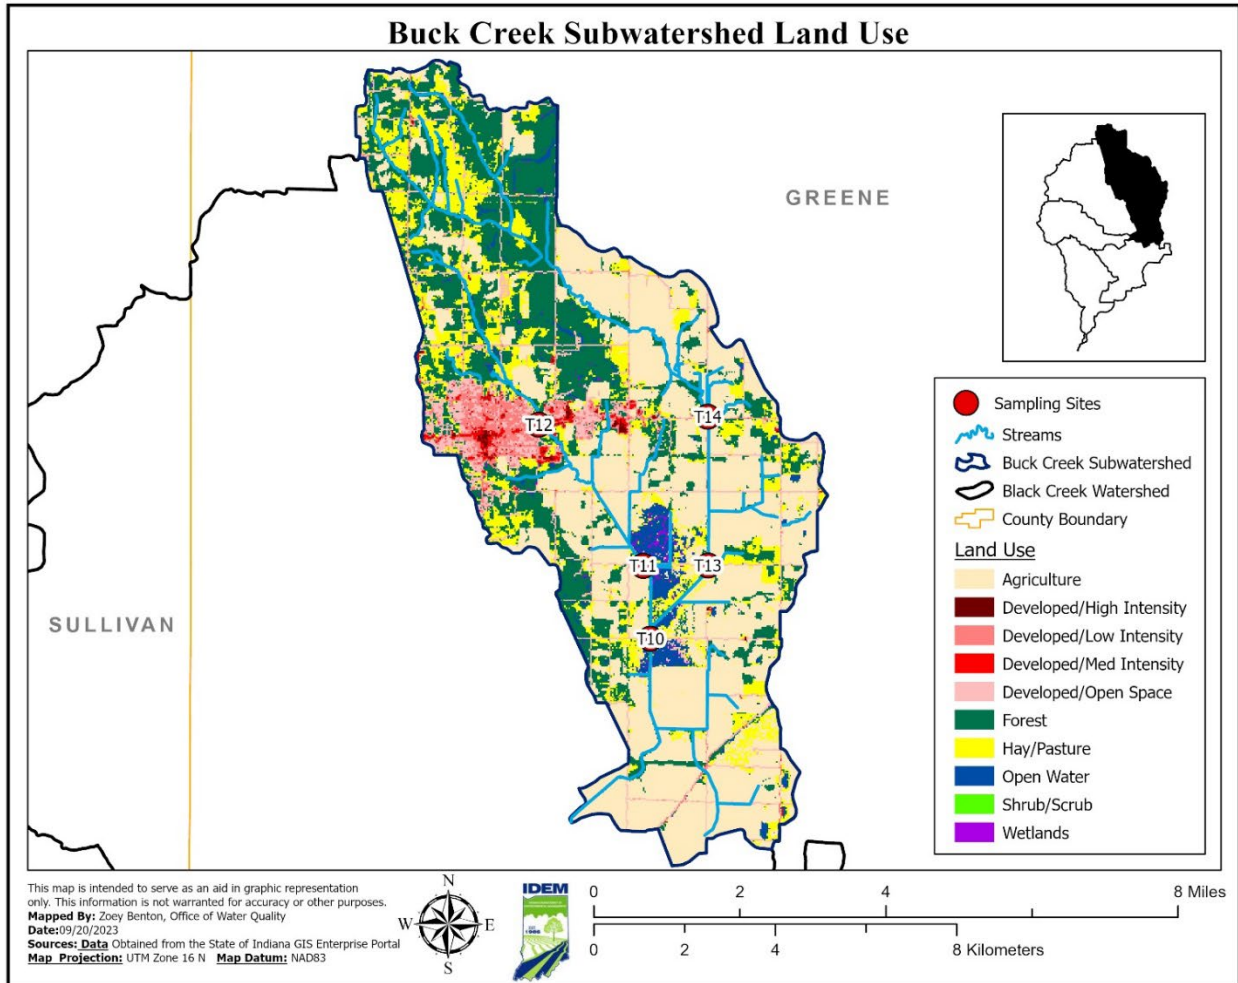 Buck Creek Subwatershed Land Use
GREENE
SULLIVAN
T12
T14
T11
T13
T10
Sampling Sites
Streams
Buck Creek Subwatershed
Black Creek Watershed
County Boundary
Land Use
Agriculture
Developed/High Intensity
Developed/Low Intensity
Developed/Med Intensity
Developed/Open Space
Forest
Hay/Pasture
Open Water
Shrub/Scrub
Wetlands
This map is intended to serve as an aid in graphic representation
only. This information is not warranted for accuracy or other purposes.
Mapped By: Zoey Benton, Office of Water Quality
Date:09/20/2023
Sources: Data Obtained from the State of Indiana GIS Enterprise Portal
Map Projection: UTM Zone 16 N Map Datum: NAD83
N
W E
S
IDEM
0 2 4 8 Miles
0 2 4 8 Kilometers